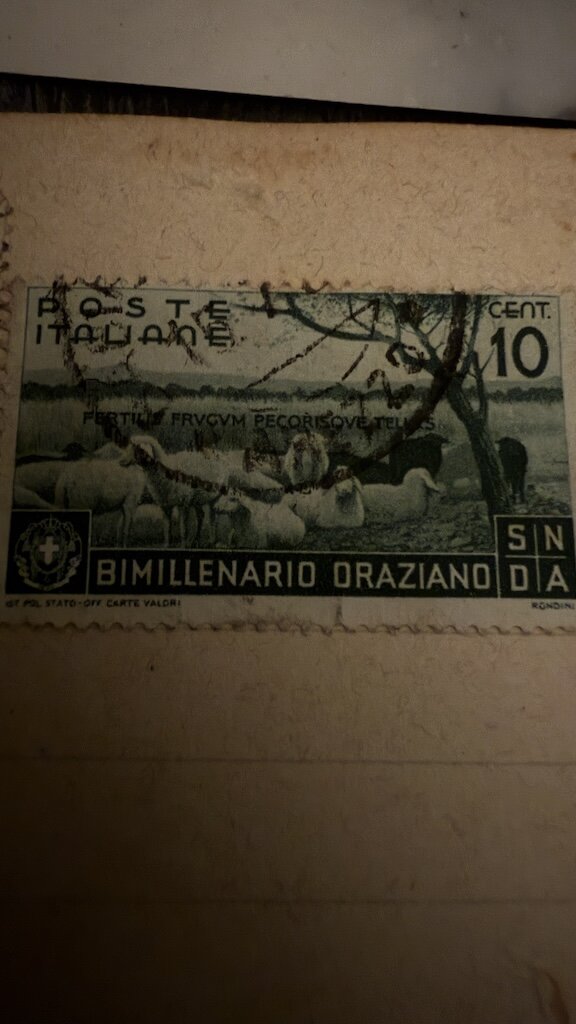 POSTE
ITALIANE
CENT.
10
FERTILIS FRVGVM PECORISQVE TELLVS
BIMILLENARIO ORAZIANO
S N
D A
IST. POL. STATO-OFF. CARTE VALORI
RONDINI